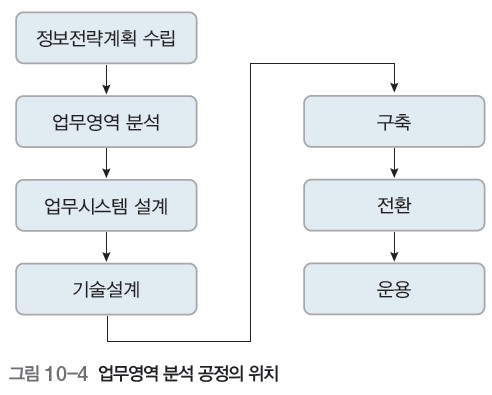 정보전략계획 수립
업무영역 분석
업무시스템 설계
기술설계
구축
전환
운용
그림 10-4 업무영역 분석 공정의 위치